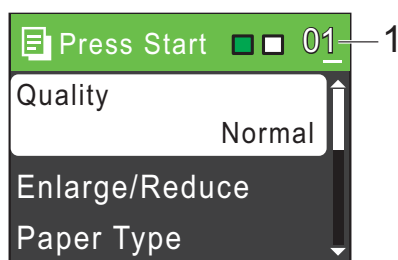 Press Start 01 1
Quality
Normal
Enlarge/Reduce
Paper Type